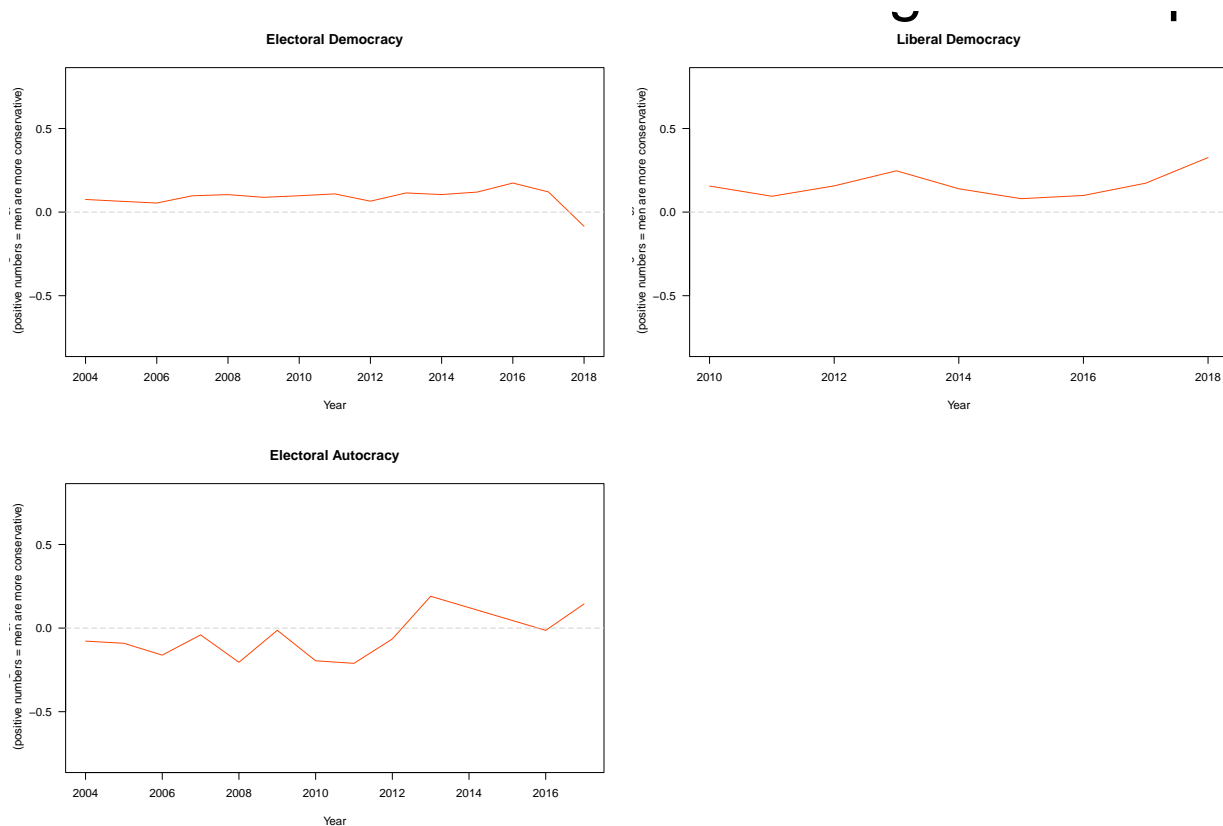 Electoral Democracy
(positive numbers = men are more conservative)
0.5
0.0
−0.5
2004 2006 2008 2010 2012 2014 2016 2018
Year
Liberal Democracy
(positive numbers = men are more conservative)
0.5
0.0
−0.5
2010 2012 2014 2016 2018
Year
Electoral Autocracy
(positive numbers = men are more conservative)
0.5
0.0
−0.5
2004 2006 2008 2010 2012 2014 2016
Year